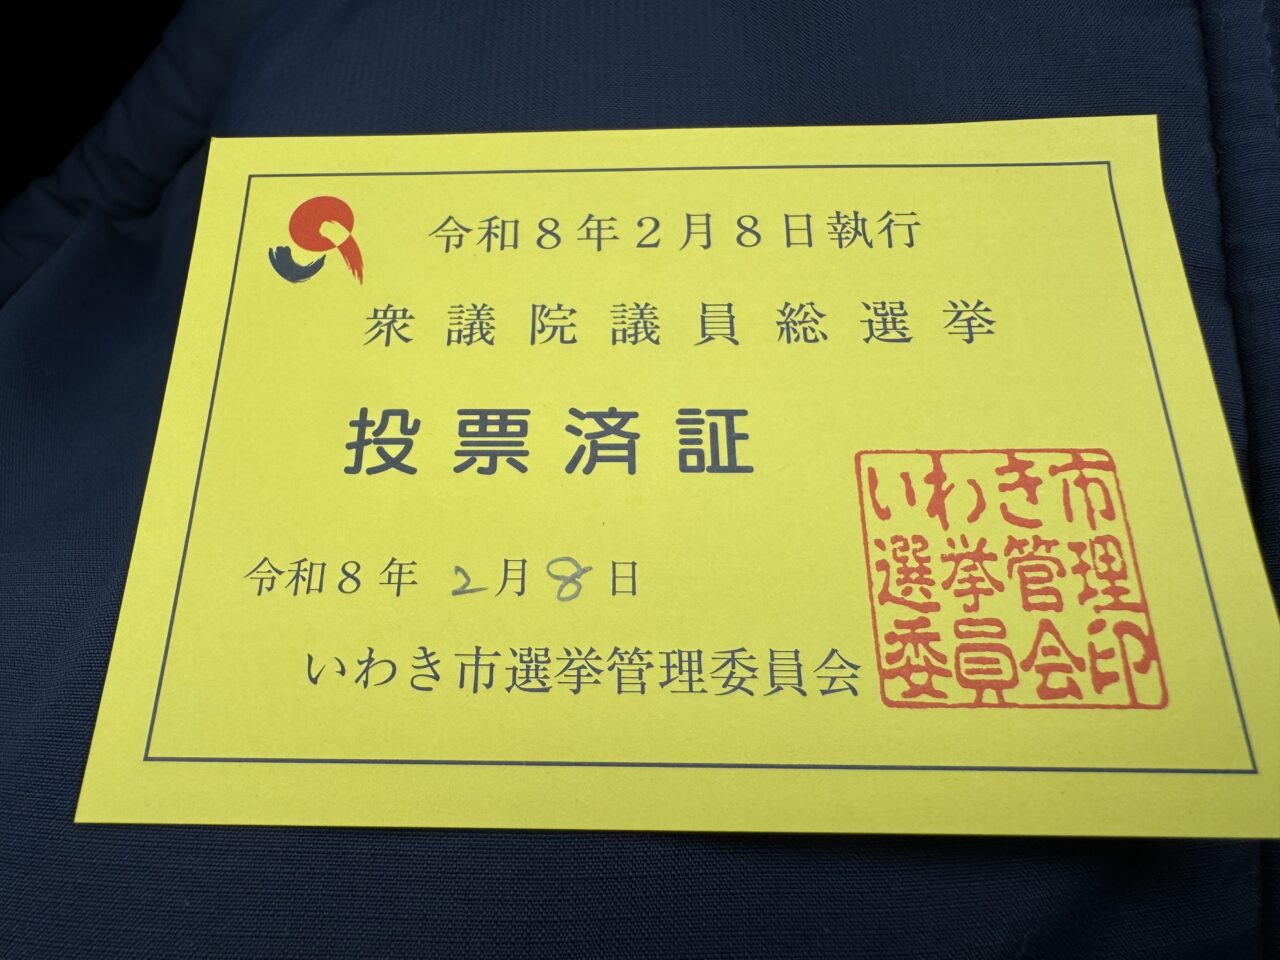 令和８年２月８日執行
衆議院議員総選挙
投票済証
令和８年 2月8日
いわき市選挙管理委員会
いわき市
選挙管理
委員会印